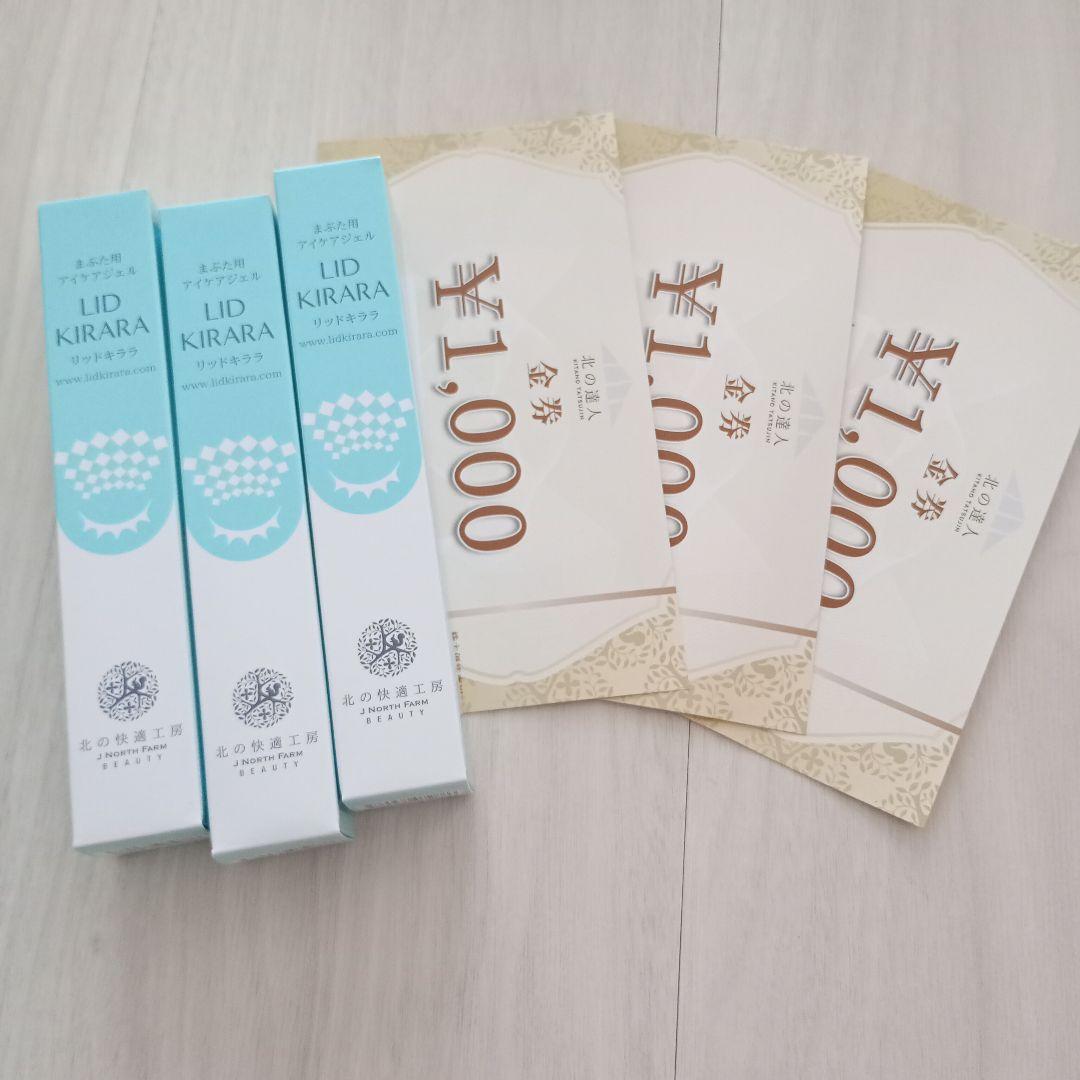 まぶた用
アイケアジェル
LID
KIRARA
リッドキララ
www.lidkirara.com
北の快適工房
J NORTH FARM
BEAUTY
まぶた用
アイケアジェル
LID
KIRARA
リッドキララ
www.lidkirara.com
北の快適工房
J NORTH FARM
BEAUTY
まぶた用
アイケアジェル
LID
KIRARA
リッドキララ
www.lidkirara.com
北の快適工房
J NORTH FARM
BEAUTY
北の達人
KITANO TATSUJIN
金券
¥1,000
北の達人
KITANO TATSUJIN
金券
¥1,000
北の達人
KITANO TATSUJIN
金券
¥1,000